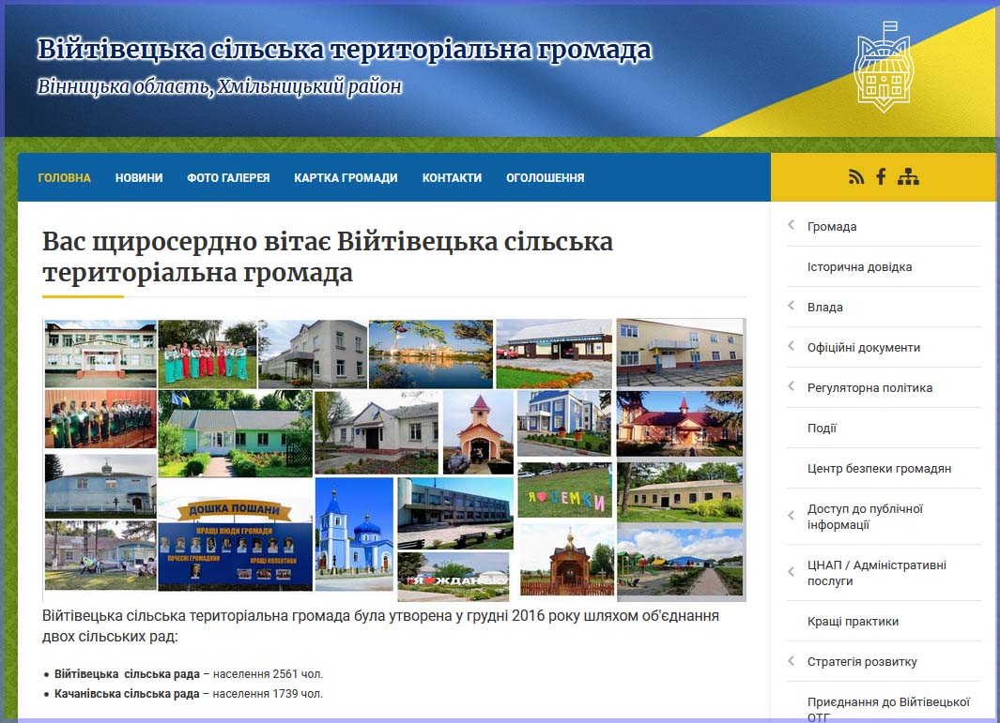 Війтівецька сільська територіальна громада
Вінницька область, Хмільницький район
ГОЛОВНА НОВИНИ ФОТО ГАЛЕРЕЯ КАРТКА ГРОМАДИ КОНТАКТИ ОГОЛОШЕННЯ
Вас щиросердно вітає Війтівецька сільська
територіальна громада
ДОШКА ПОШАНИ
КРАЩІ ЛЮДИ ГРОМАДИ
ПОЧЕСНІ ГРОМАДЯНИ
КРАЩІ КОЛЕКТИВИ
Війтівецька сільська територіальна громада була утворена у грудні 2016 року шляхом об'єднання
двох сільських рад:
Війтівецька сільська рада – населення 2561 чол.
Качанівська сільська рада – населення 1739 чол.
Громада
Історична довідка
Влада
Офіційні документи
Регуляторна політика
Події
Центр безпеки громадян
Доступ до публічної
інформації
ЦНАП / Адміністративні
послуги
Кращі практики
Стратегія розвитку
Приєднання до Війтівецької
ОТГ